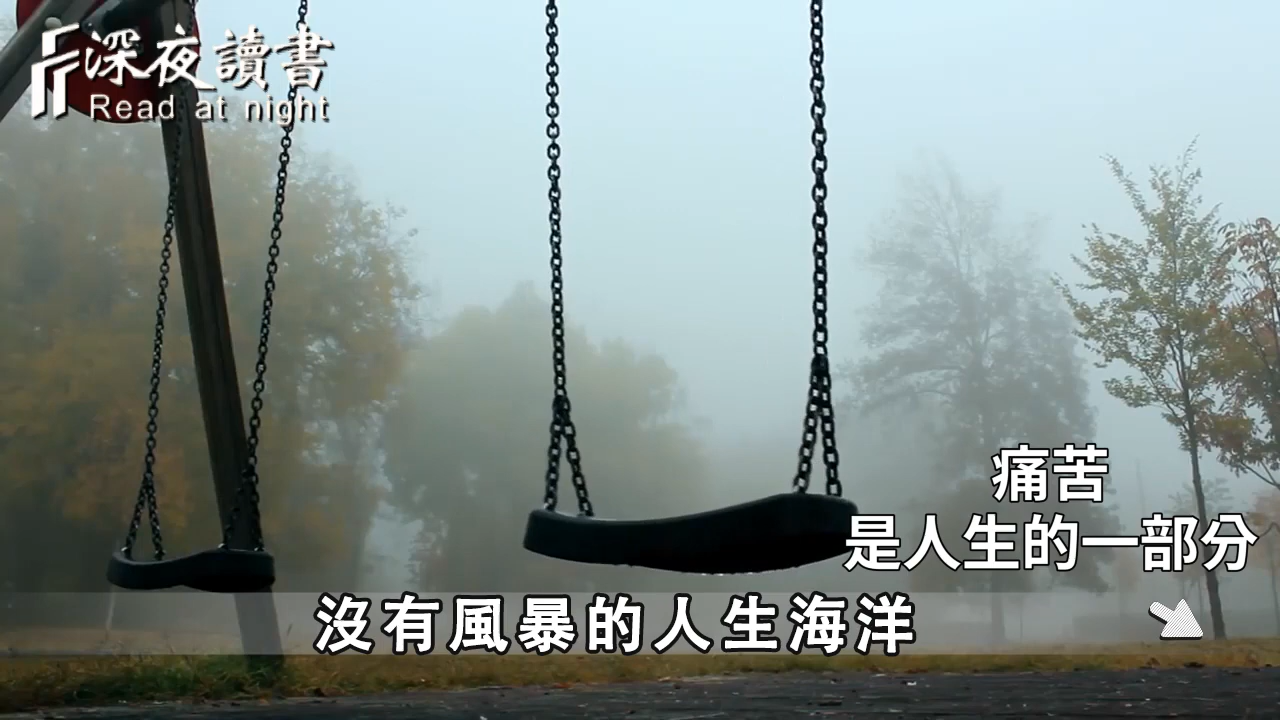 深夜讀書
Read at night
痛苦
是人生的一部分
沒有風暴的人生海洋